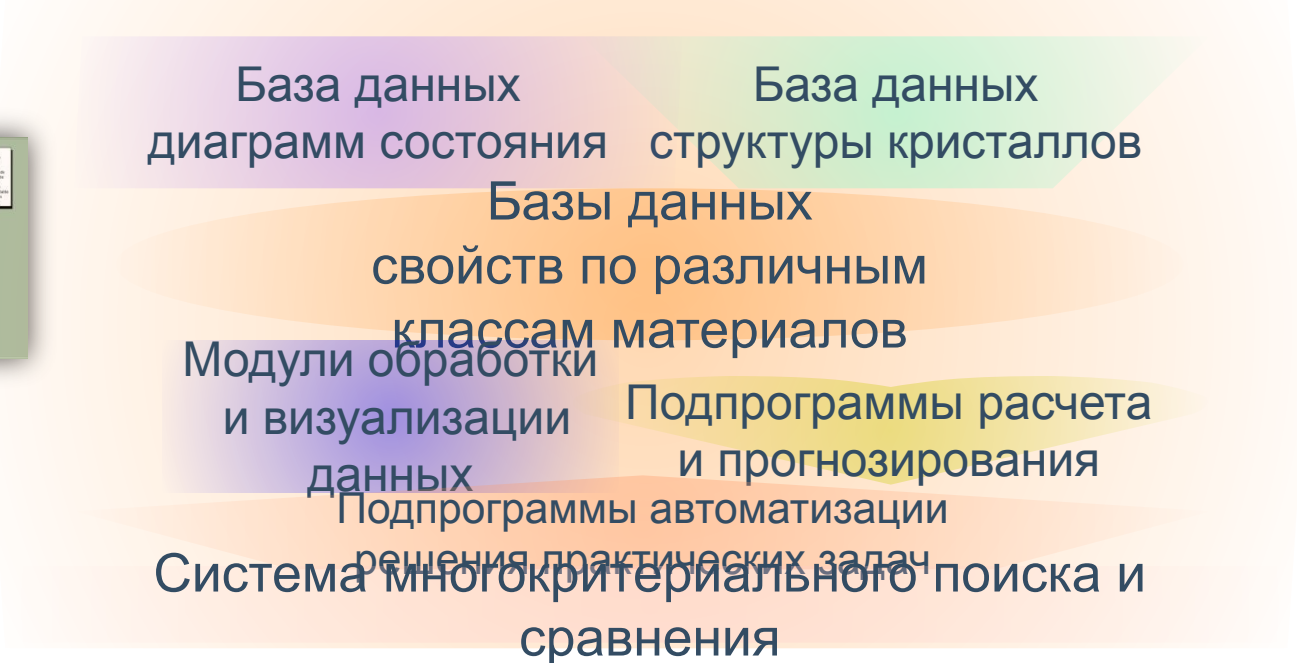 База данных
диаграмм состояния
База данных
структуры кристаллов
Базы данных
свойств по различным
классам материалов
Модули обработки
и визуализации
данных
Подпрограммы расчета
и прогнозирования
Подпрограммы автоматизации
решения практических задач
Система многокритериального поиска и
сравнения